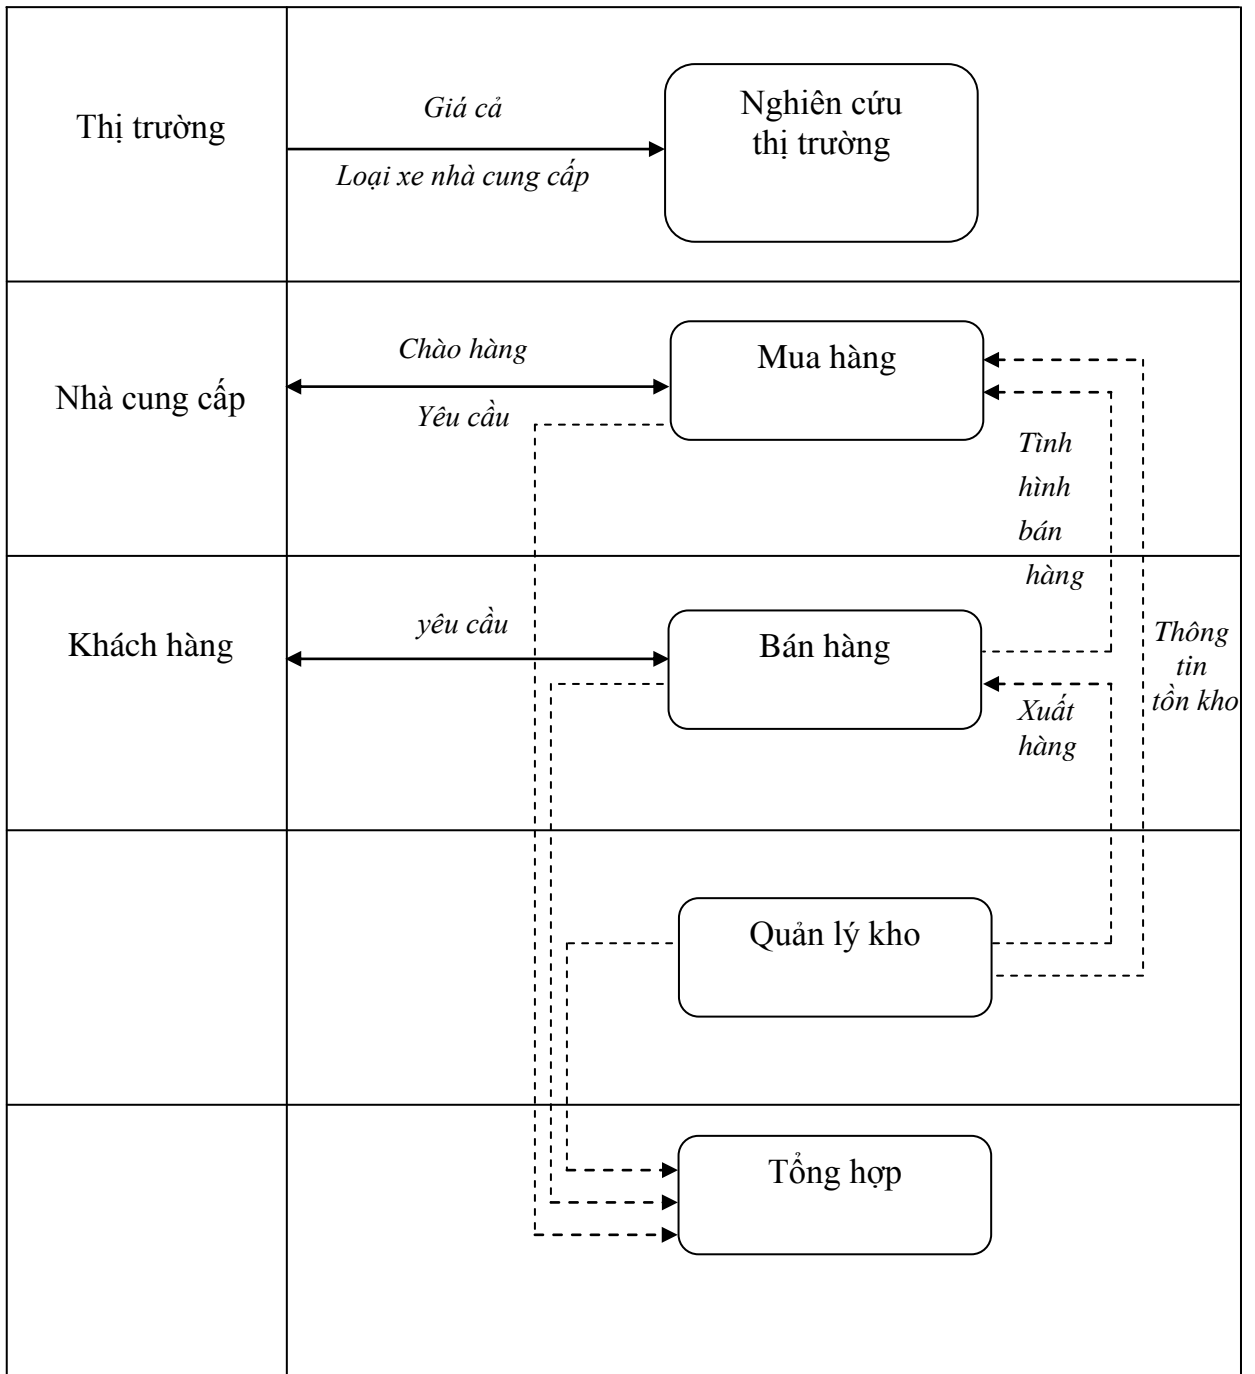 Thị trường
Giá cả
Loại xe nhà cung cấp
Nghiên cứu
thị trường
Nhà cung cấp
Chào hàng
Yêu cầu
Mua hàng
Tình
hình
bán
hàng
Khách hàng
yêu cầu
Bán hàng
Xuất
hàng
Thông
tin
tồn kho
Quản lý kho
Tổng hợp